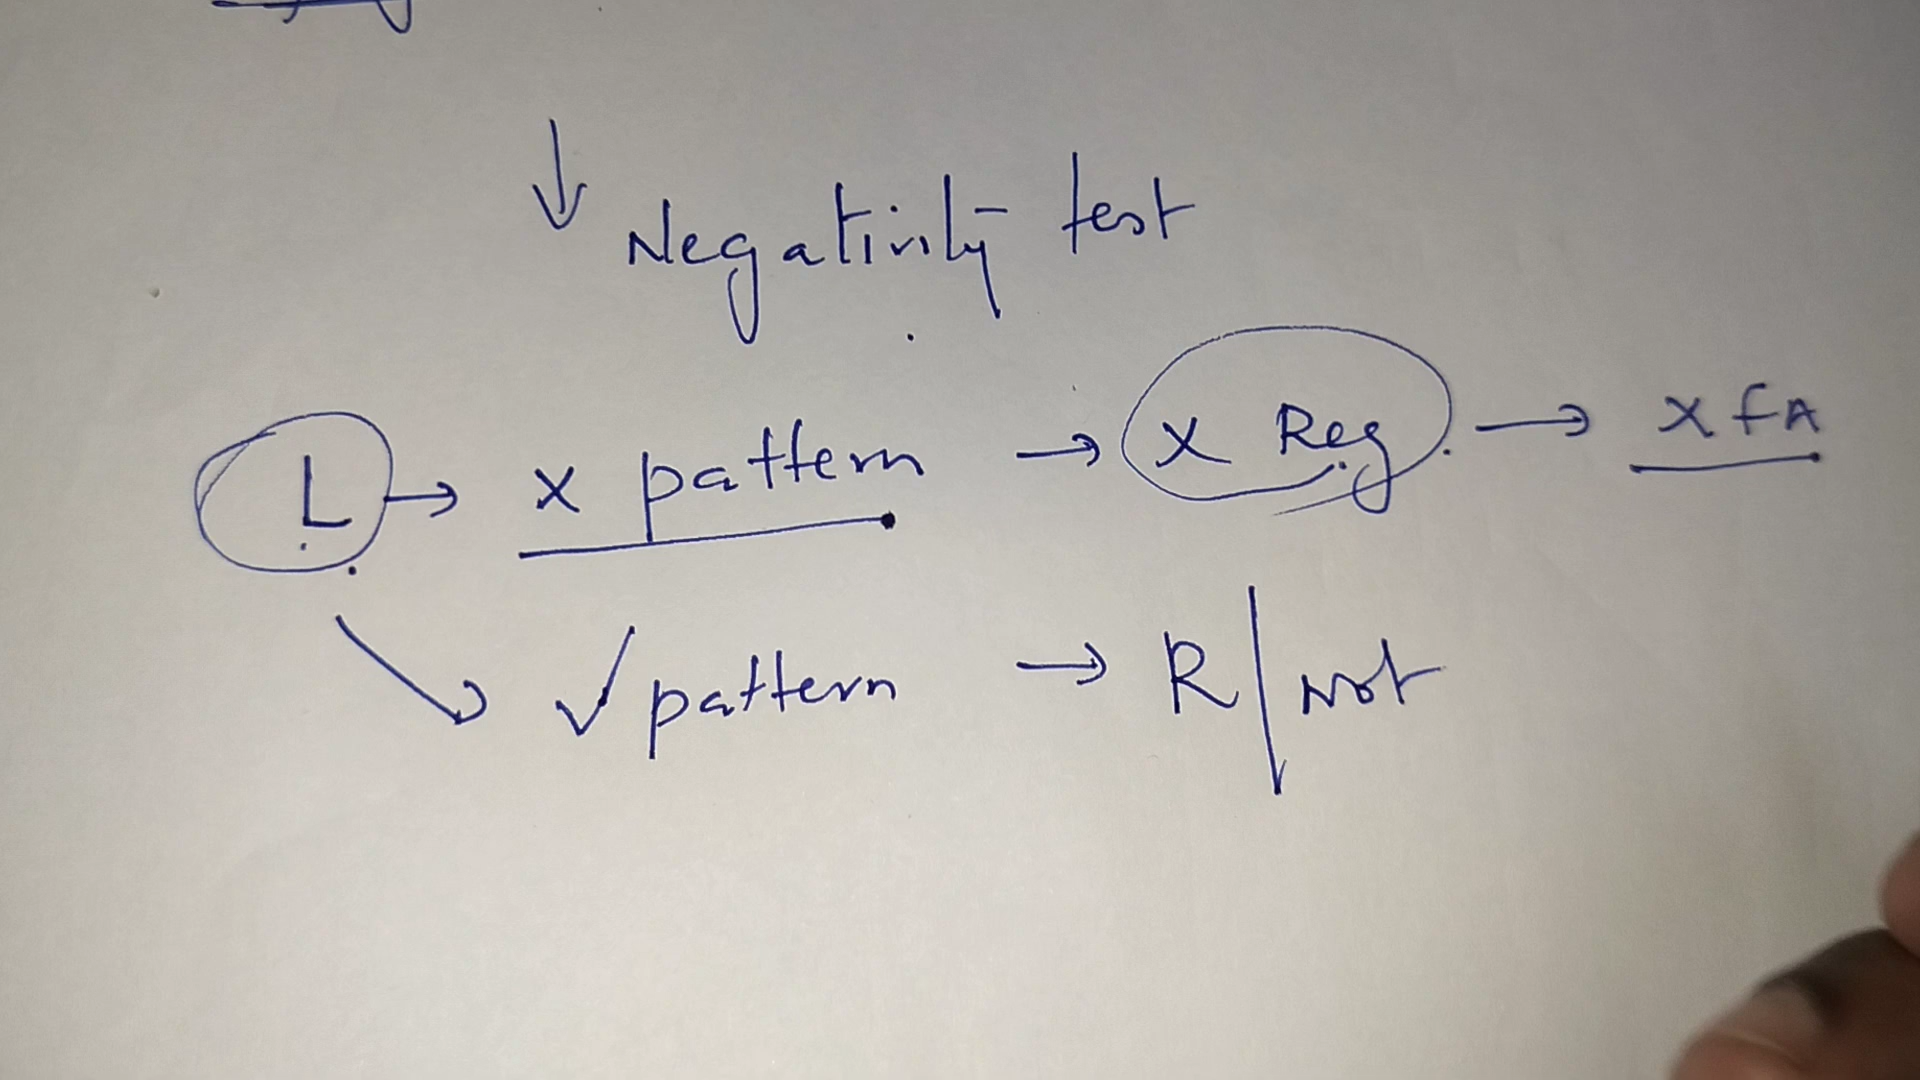 ↓ Negativity test
L → x pattern → x Reg. → x FA
↘ ✓ pattern → R | not